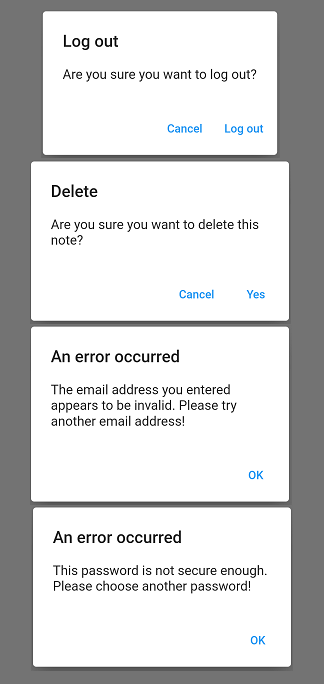 Log out
Are you sure you want to log out?
Cancel Log out
Delete
Are you sure you want to delete this
note?
Cancel Yes
An error occurred
The email address you entered
appears to be invalid. Please try
another email address!
OK
An error occurred
This password is not secure enough.
Please choose another password!
OK